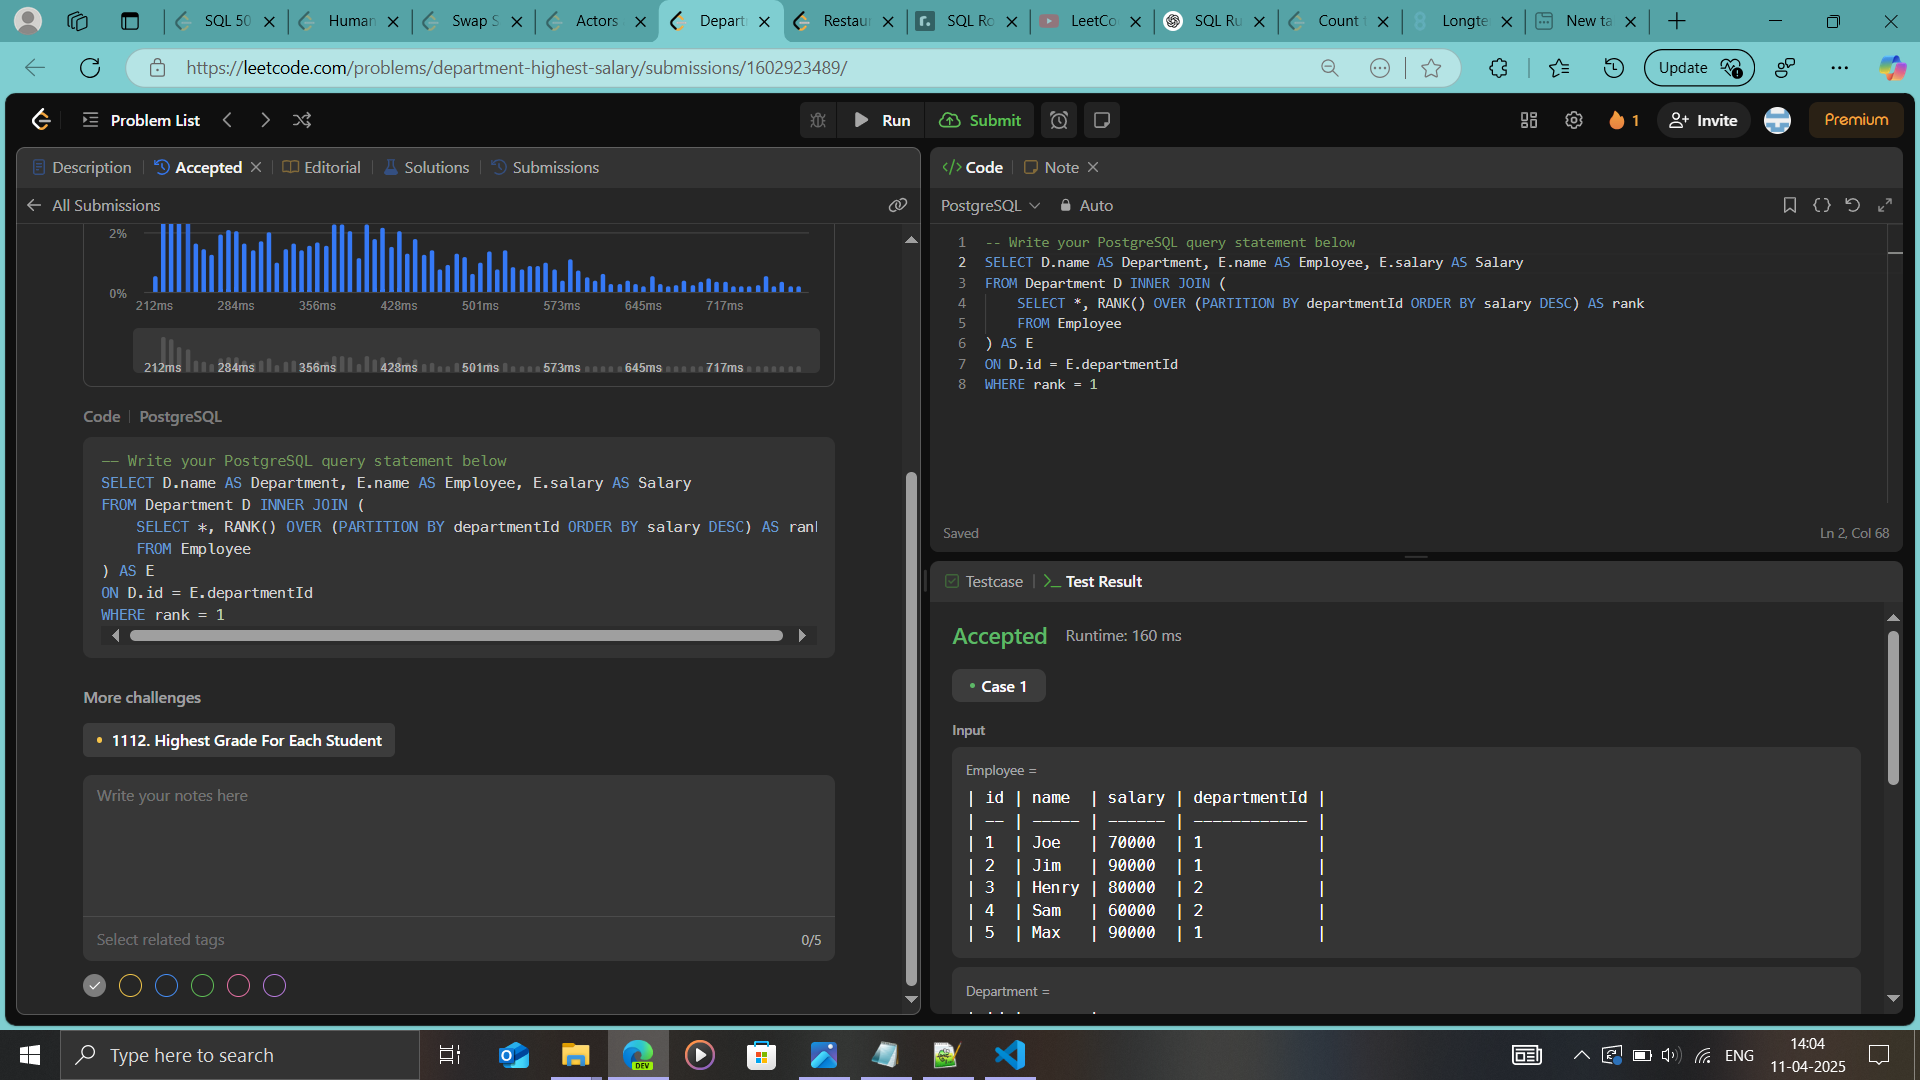 SQL 50
Human
Swap S
Actors
Depart
Restau
SQL Ro
LeetCo
SQL Ru
Count
Longte
New ta
https://leetcode.com/problems/department-highest-salary/submissions/1602923489/
Update
Problem List
Run
Submit
1
Invite
Premium
Description
Accepted
Editorial
Solutions
Submissions
All Submissions
2%
0%
212ms 284ms 356ms 428ms 501ms 573ms 645ms 717ms
212ms 284ms 356ms 428ms 501ms 573ms 645ms 717ms
Code | PostgreSQL
-- Write your PostgreSQL query statement below
SELECT D.name AS Department, E.name AS Employee, E.salary AS Salary
FROM Department D INNER JOIN (
SELECT *, RANK() OVER (PARTITION BY departmentId ORDER BY salary DESC) AS rank
FROM Employee
) AS E
ON D.id = E.departmentId
WHERE rank = 1
More challenges
1112. Highest Grade For Each Student
Write your notes here
Select related tags 0/5
</> Code
Note
PostgreSQL
Auto
1 -- Write your PostgreSQL query statement below
2 SELECT D.name AS Department, E.name AS Employee, E.salary AS Salary
3 FROM Department D INNER JOIN (
4 SELECT *, RANK() OVER (PARTITION BY departmentId ORDER BY salary DESC) AS rank
5 FROM Employee
6 ) AS E
7 ON D.id = E.departmentId
8 WHERE rank = 1
Saved
Ln 2, Col 68
Testcase
Test Result
Accepted Runtime: 160 ms
Case 1
Input
Employee =
| id | name | salary | departmentId |
| -- | ----- | ------ | ------------ |
| 1 | Joe | 70000 | 1 |
| 2 | Jim | 90000 | 1 |
| 3 | Henry | 80000 | 2 |
| 4 | Sam | 60000 | 2 |
| 5 | Max | 90000 | 1 |
Department =
Type here to search
DEV
ENG
14:04
11-04-2025